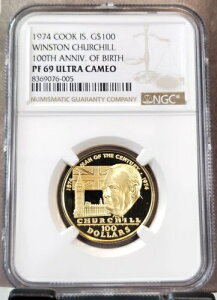 1974 COOK IS. G$100
WINSTON CHURCHILL
100TH ANNIV. OF BIRTH
PF 69 ULTRA CAMEO
8369076-005
NGC
NUMISMATIC GUARANTY COMPANY
CHURCHILL
100
DOLLARS